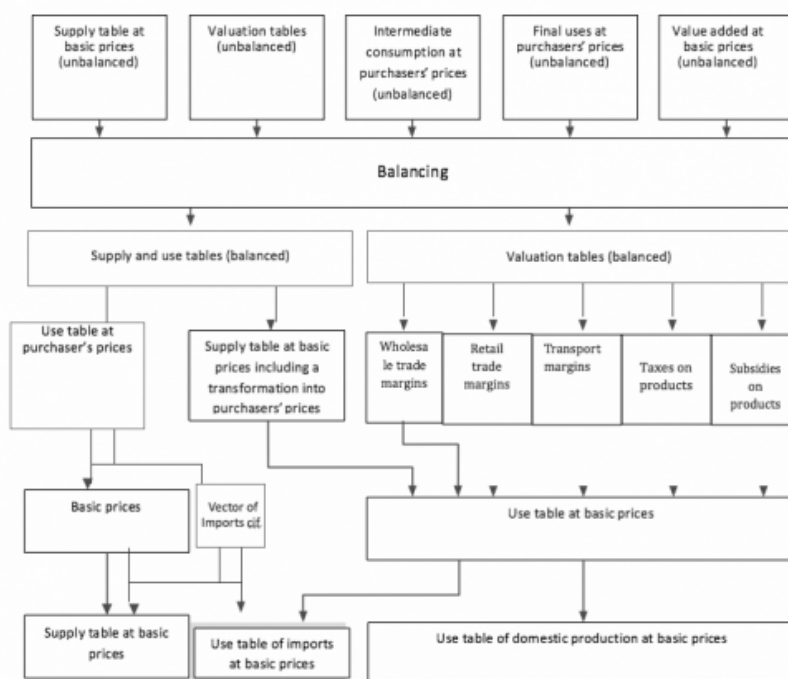 Supply table at
basic prices
(unbalanced)
Valuation tables
(unbalanced)
Intermediate
consumption at
purchasers' prices
(unbalanced)
Final uses at
purchasers' prices
(unbalanced)
Value added at
basic prices
(unbalanced)
Balancing
Supply and use tables (balanced)
Valuation tables (balanced)
Use table at
purchaser's prices
Supply table at basic
prices including a
transformation into
purchasers' prices
Wholesa
le trade
margins
Retail
trade
margins
Transport
margins
Taxes on
products
Subsidies
on
products
Basic prices
Vector of
Imports cif.
Use table at basic prices
Supply table at basic
prices
Use table of imports
at basic prices
Use table of domestic production at basic prices